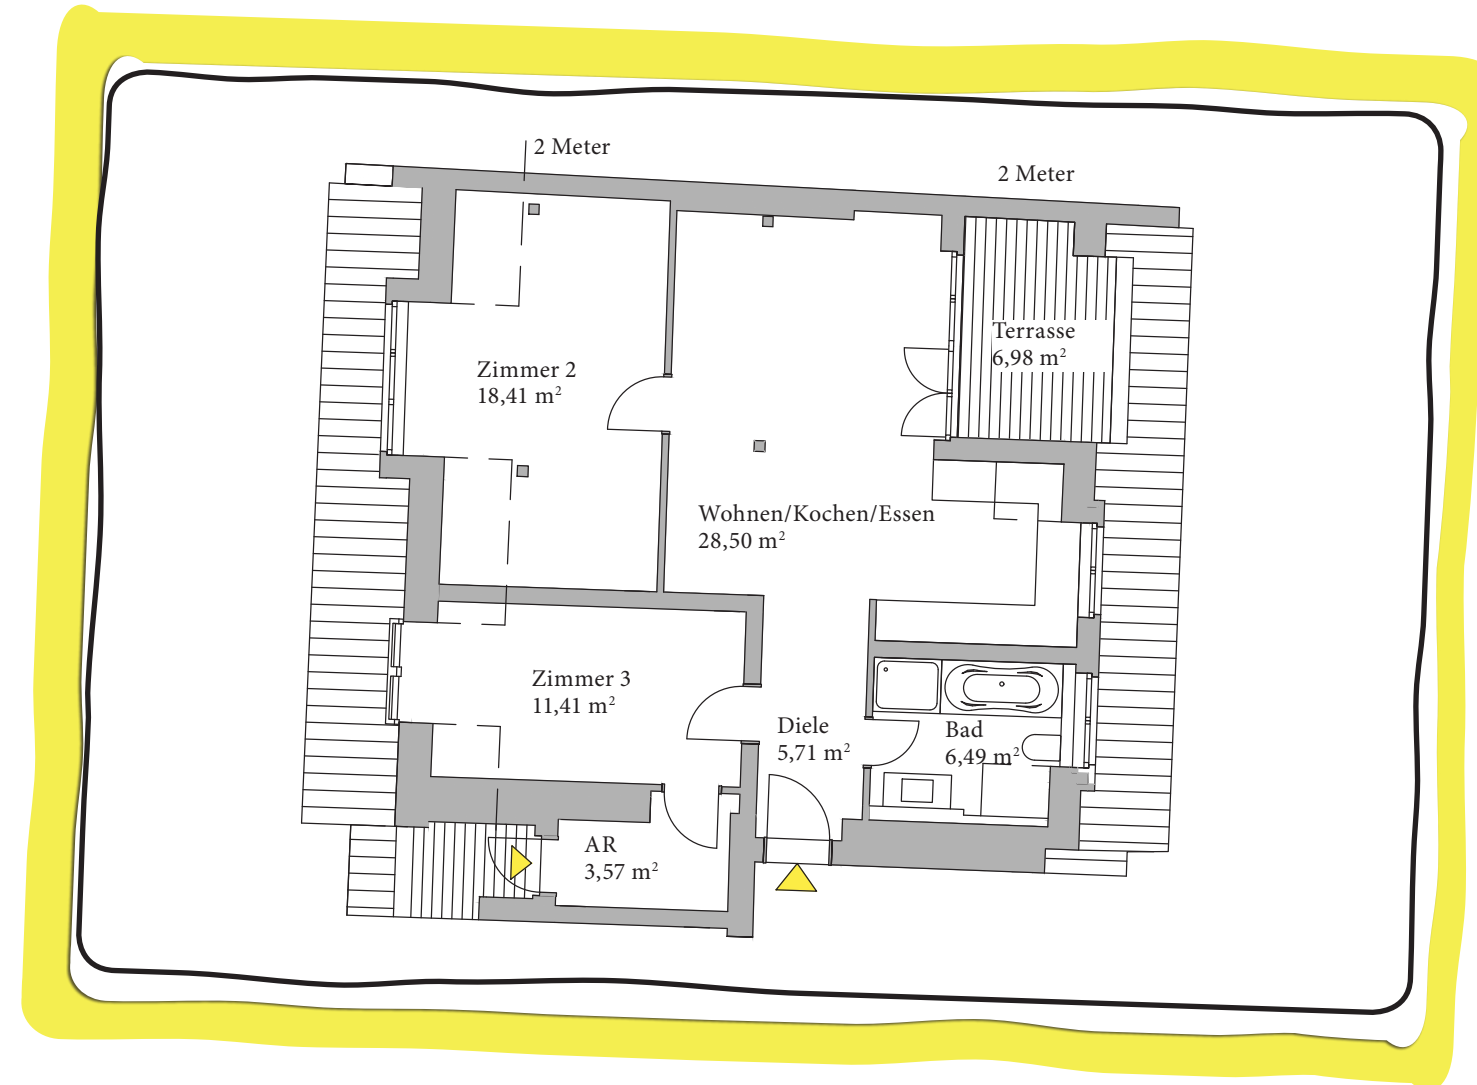 2 Meter
2 Meter
Terrasse
6,98 m²
Zimmer 2
18,41 m²
Wohnen/Kochen/Essen
28,50 m²
Zimmer 3
11,41 m²
Diele
5,71 m²
Bad
6,49 m²
AR
3,57 m²